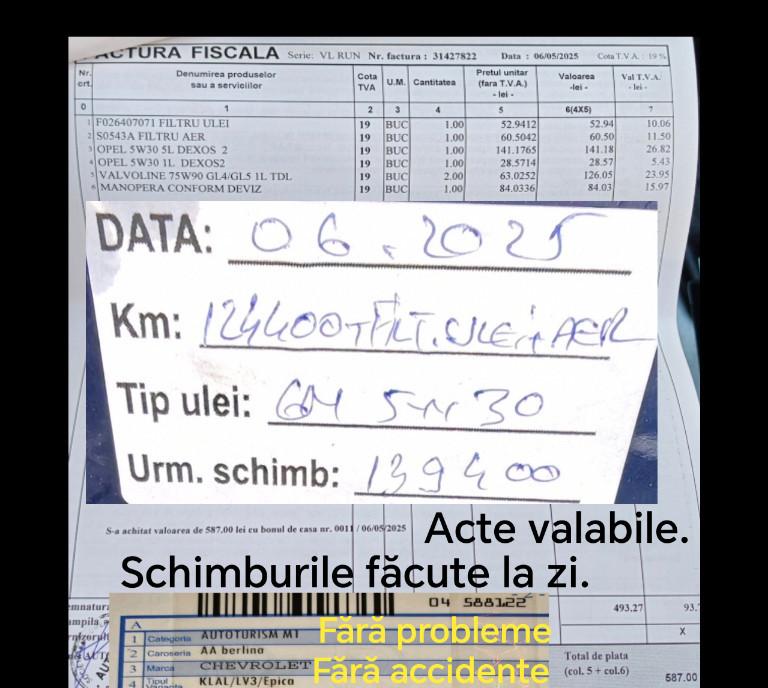 FACTURA FISCALA Serie: VL RUN Nr. factura : 31427822 Data : 06/05/2025 Cota T.V.A. : 19 %
Nr. crt. Denumirea produselor sau a serviciilor Cota TVA U.M. Cantitatea Pretul unitar (fara T.V.A.) - lei - Valoarea -lei - Val T.V.A. - lei -
0 1 2 3 4 5 6(4X5) 7
1 F026407071 FILTRU ULEI 19 BUC 1.00 52.9412 52.94 10.06
2 S0543A FILTRU AER 19 BUC 1.00 60.5042 60.50 11.50
3 OPEL 5W30 5L DEXOS 2 19 BUC 1.00 141.1765 141.18 26.82
4 OPEL 5W30 1L DEXOS2 19 BUC 1.00 28.5714 28.57 5.43
5 VALVOLINE 75W90 GL4/GL5 1L TDL 19 BUC 2.00 63.0252 126.05 23.95
6 MANOPERA CONFORM DEVIZ 19 BUC 1.00 84.0336 84.03 15.97
DATA: 06.2025
Km: 124400+FILT.ULEI+AER
Tip ulei: GM 5W30
Urm. schimb: 139400
S-a achitat valoarea de 587.00 lei cu bonul de casa nr. 0011 / 06/05/2025
Acte valabile.
Schimburile făcute la zi.
04 588122
493.27
X
A
1 Categoria AUTOTURISM M1
2 Caroseria AA berlina
3 Marca CHEVROLET
4 Tipul Varianta KLAL/LV3/Epica
Fără probleme
Fără accidente
Total de plata
(col. 5 + col.6) 587.00